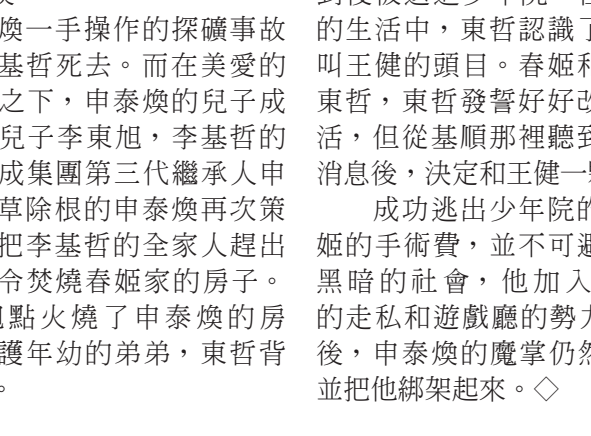 煥一手操作的探礦事故
基哲死去。而在美愛的
之下，申泰煥的兒子成
兒子李東旭，李基哲的
成集團第三代繼承人申
草除根的申泰煥再次策
把李基哲的全家人趕出
令焚燒春姬家的房子。
點火燒了申泰煥的房
護年幼的弟弟，東哲背
。
的生活中，東哲認識了
叫王健的頭目。春姬和
東哲，東哲發誓好好改
活，但從基順那裡聽到
消息後，決定和王健一
成功逃出少年院的
姬的手術費，並不可避
黑暗的社會，他加入
的走私和遊戲廳的勢力
後，申泰煥的魔掌仍然
並把他綁架起來。◇